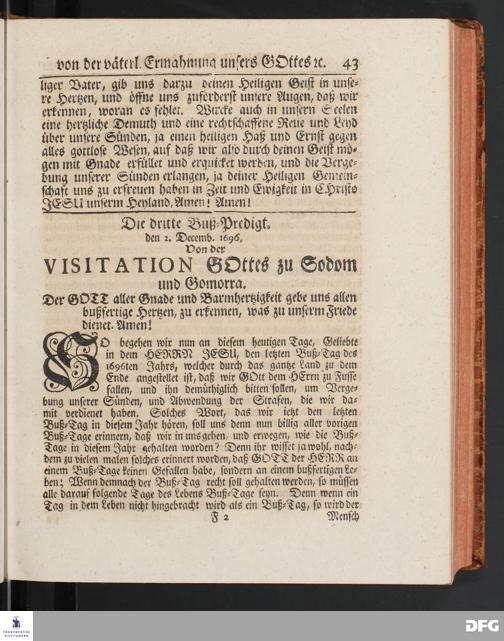 von der väterl. Ermahnung unsers GOttes ꝛc. 43
liger Vater, gib uns darzu deinen Heiligen Geist in unse-
re Hertzen, und öffne uns zuförderst unsere Augen, daß wir
erkennen, woran es fehlet. Wircke auch in unsern Seelen
eine hertzliche Demuth und eine rechtschaffene Reue und Leyd
über unsere Sünden, ja einen heiligen Haß und Ernst gegen
alles gottlose Wesen, auf daß wir also durch deinen Geist mö-
gen mit Gnade erfüllet und erquicket werden, und die Verge-
bung unserer Sünden erlangen, ja deiner Heiligen Gemein-
schaft uns zu erfreuen haben in Zeit und Ewigkeit in CHristo
JESU unserm Heyland, Amen! Amen!
Die dritte Buß-Predigt,
den 2. Decemb. 1696.
Von der
VISITATION GOttes zu Sodom
und Gomorra.
Der GOTT aller Gnade und Barmhertzigkeit gebe uns allen
bußfertige Hertzen, zu erkennen, was zu unserm Friede
dienet. Amen!
SO begehen wir nun an diesem heutigen Tage, Geliebte
in dem HERRN JESU, den letzten Buß-Tag des
1696ten Jahrs, welcher durch das gantze Land zu dem
Ende angestellet ist, daß wir GOtt dem HErrn zu Fusse
fallen, und ihn demüthiglich bitten sollen, um Verge-
bung unserer Sünden, und Abwendung der Strafen, die wir da-
mit verdienet haben. Solches Wort, das wir jetzt den letzten
Buß-Tag in diesem Jahr hören, soll uns denn nun billig aller vorigen
Buß-Tage erinnern, daß wir in uns gehen, und erwegen, wie die Buß-
Tage in diesem Jahr gehalten worden? Denn ihr wisset ja wohl, nach-
dem zu vielen malen solches erinnert worden, daß GOTT der HERR an
einem Buß-Tage keinen Gefallen habe, sondern an einem bußfertigen Le-
ben; Wenn demnach der Buß-Tag recht soll gehalten werden, so müssen
alle darauf folgende Tage des Lebens Buß-Tage seyn. Denn wenn ein
Tag in dem Leben nicht hingebracht wird als ein Buß-Tag, so wird der
F 2 Mensch
FRANCKESCHE
STIFTUNGEN
DFG